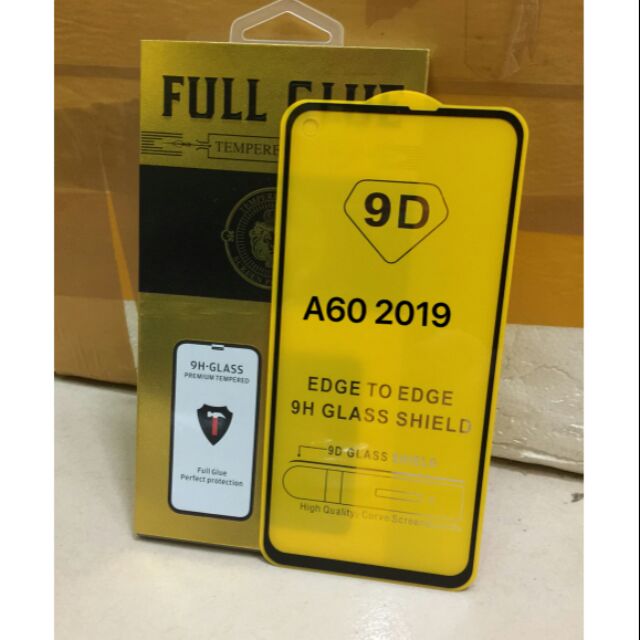 FULL GLUE
TEMPERE
9H-GLASS
PREMIUM TEMPERED
Full Glue
Perfect protection
9D
A60 2019
EDGE TO EDGE
9H GLASS SHIELD
9D GLASS SHIELD
High Quality, Curve Screen